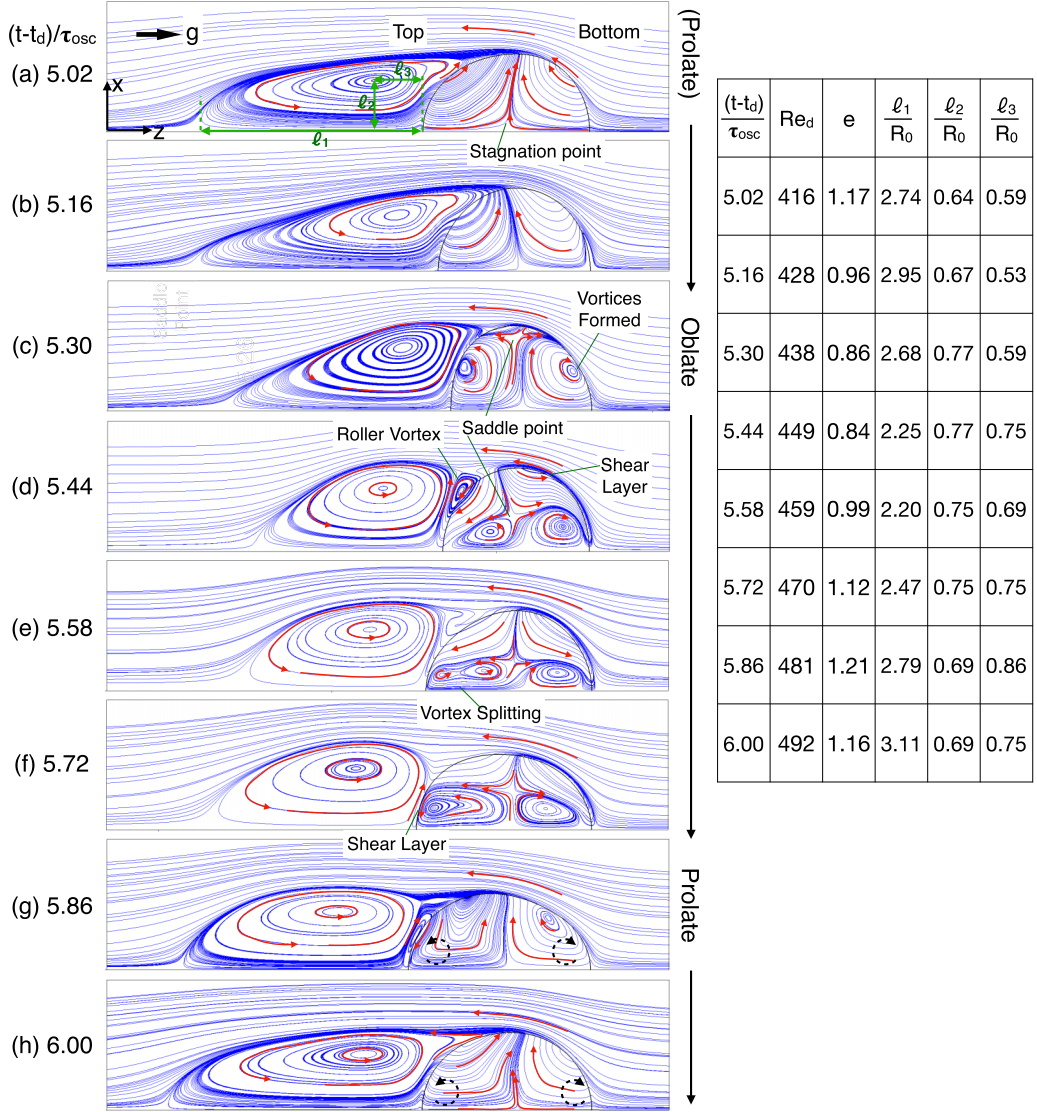 (t-td)/τosc
g
Top
Bottom
(a) 5.02
x
z
ℓ3
ℓ2
ℓ1
Stagnation point
(b) 5.16
(Prolate)
Saddle
Point
(c) 5.30
Vortices
Formed
Oblate
Roller Vortex
Saddle point
(d) 5.44
Shear
Layer
(e) 5.58
Vortex Splitting
(f) 5.72
Shear Layer
(g) 5.86
Prolate
(h) 6.00
(t-td)/τosc Red e ℓ1/R0 ℓ2/R0 ℓ3/R0
5.02 416 1.17 2.74 0.64 0.59
5.16 428 0.96 2.95 0.67 0.53
5.30 438 0.86 2.68 0.77 0.59
5.44 449 0.84 2.25 0.77 0.75
5.58 459 0.99 2.20 0.75 0.69
5.72 470 1.12 2.47 0.75 0.75
5.86 481 1.21 2.79 0.69 0.86
6.00 492 1.16 3.11 0.69 0.75